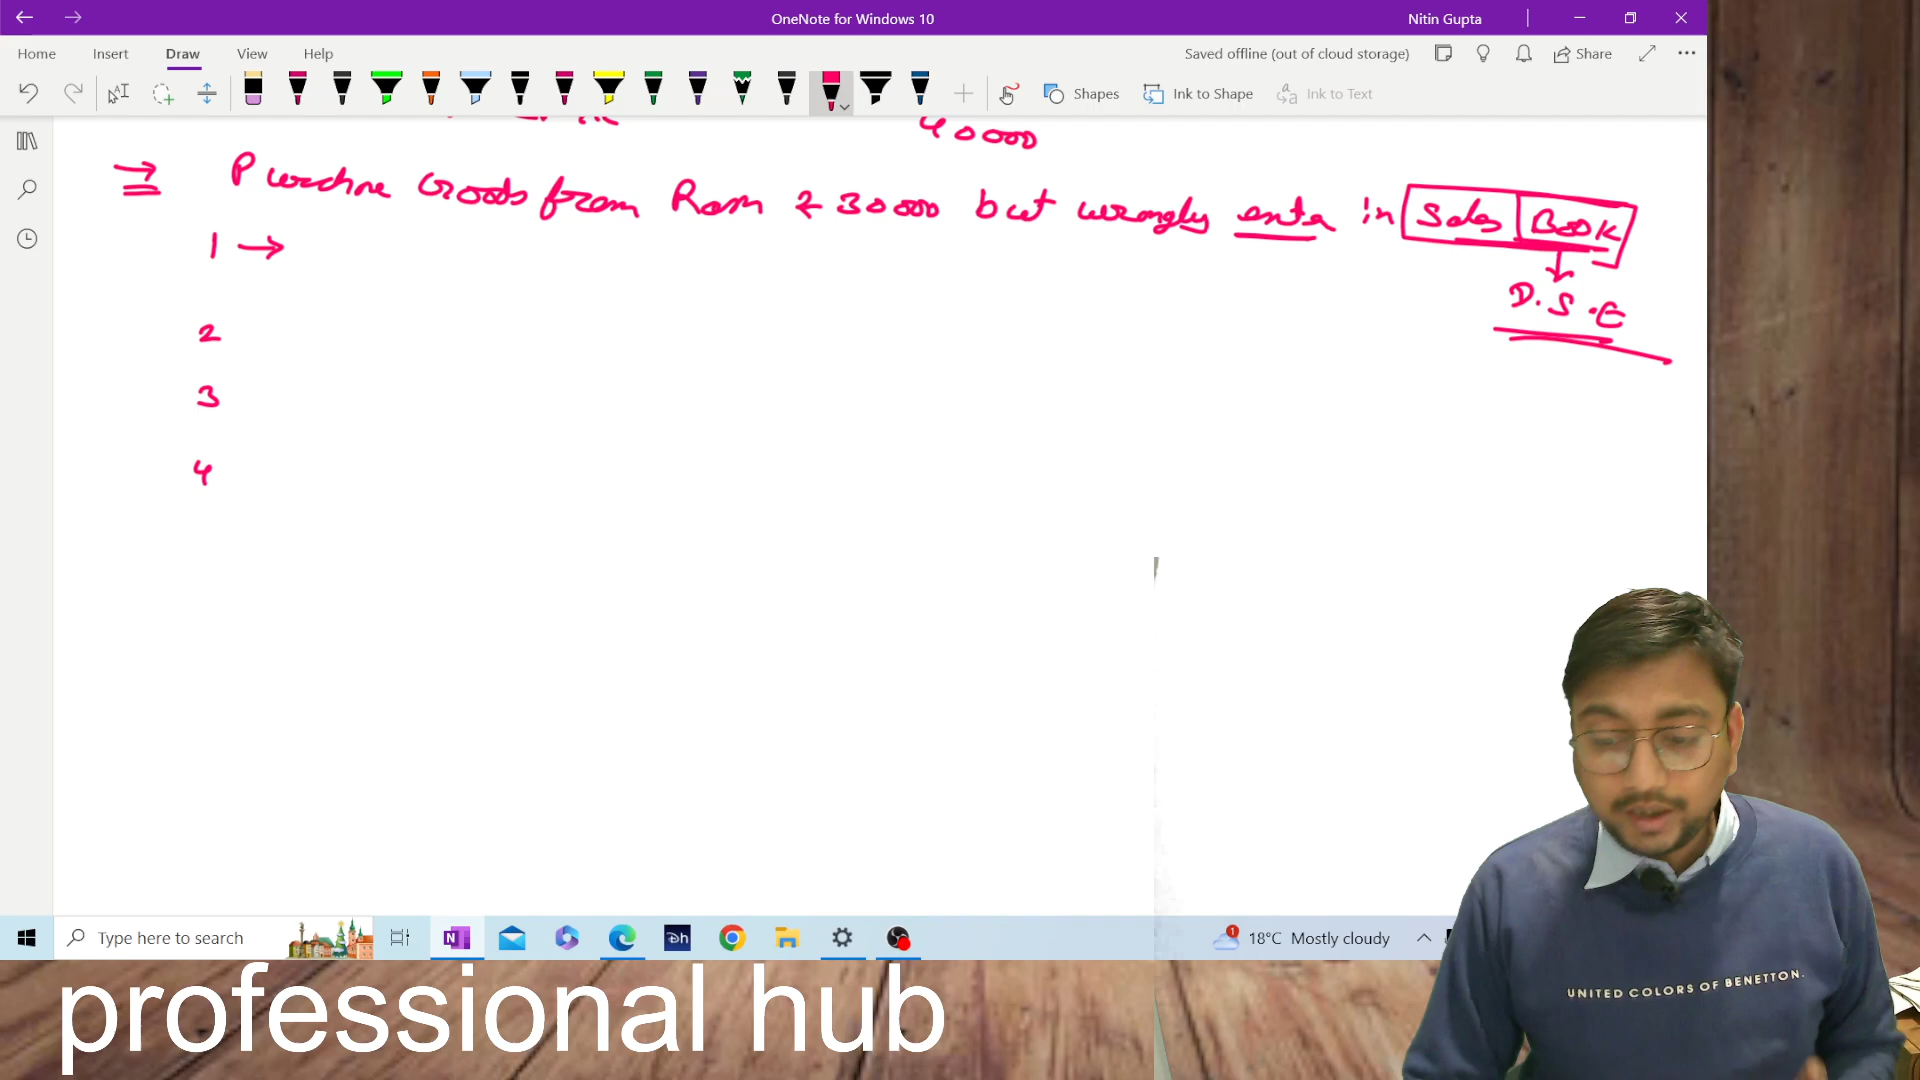 OneNote for Windows 10
Nitin Gupta
Home Insert Draw View Help
Saved offline (out of cloud storage)
Share
Shapes
Ink to Shape
Ink to Text
40000
Goods from Ram ₹ 30000 but wrongly enter in Sales Book
1 →
D.S.E
2
3
4
Type here to search
Dh
1
18°C Mostly cloudy
UNITED COLORS OF BENETTON.
professional hub